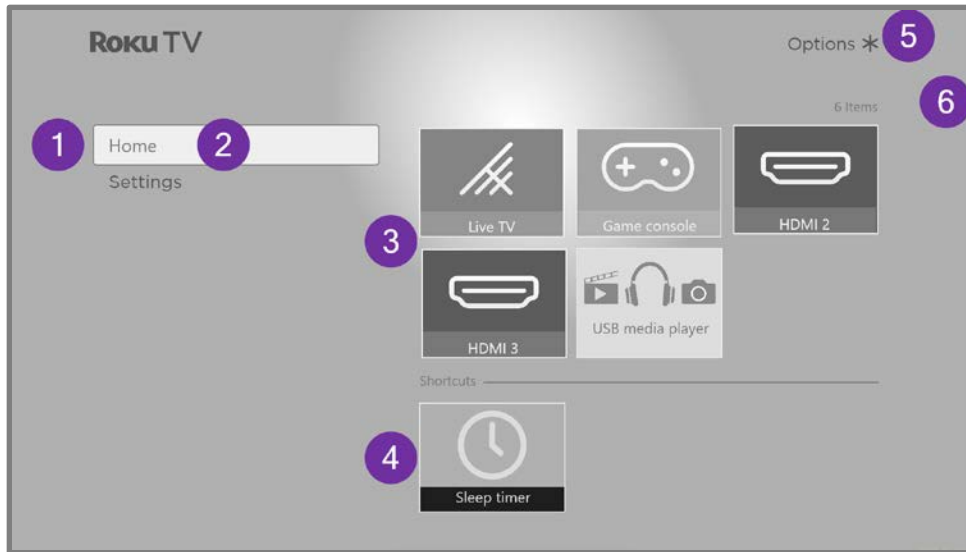 Roku TV
Options ✱
5
6 Items
6
1
Home
2
Settings
Live TV
Game console
HDMI 2
3
HDMI 3
USB media player
Shortcuts
4
Sleep timer